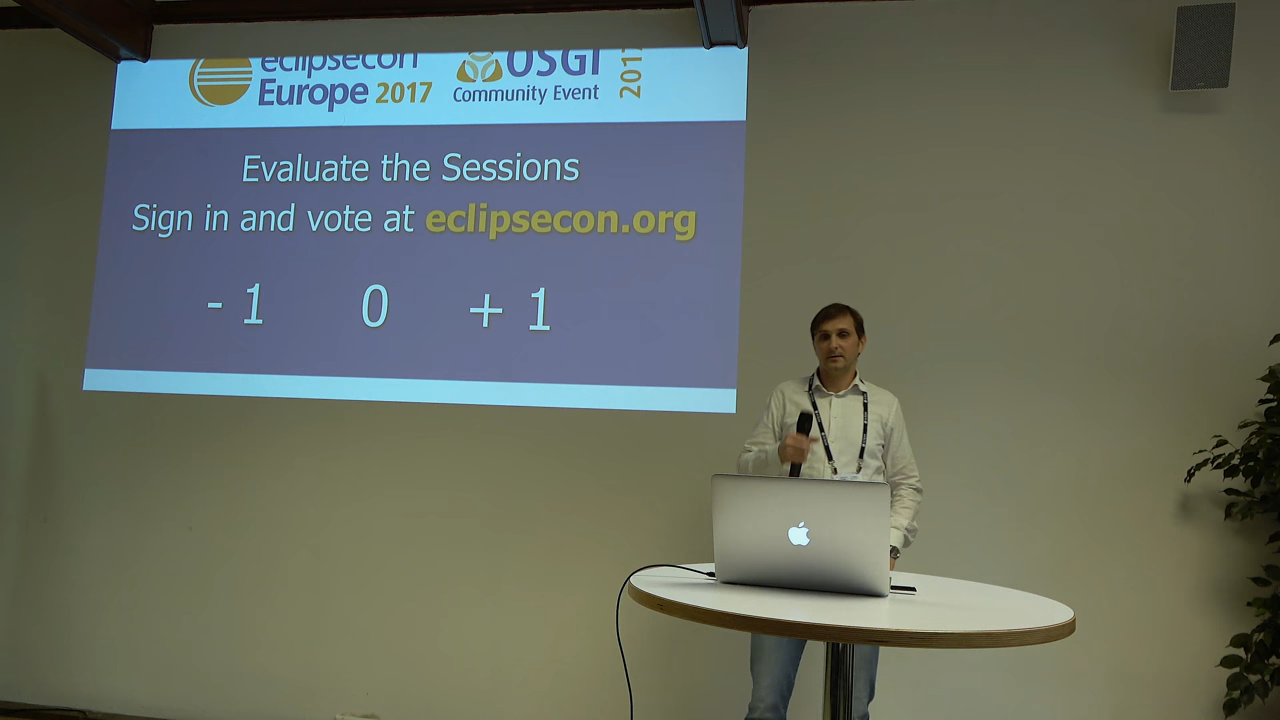 eclipsecon
Europe 2017
OSGI
Community Event
2017
Evaluate the Sessions
Sign in and vote at eclipsecon.org
- 1 0 + 1